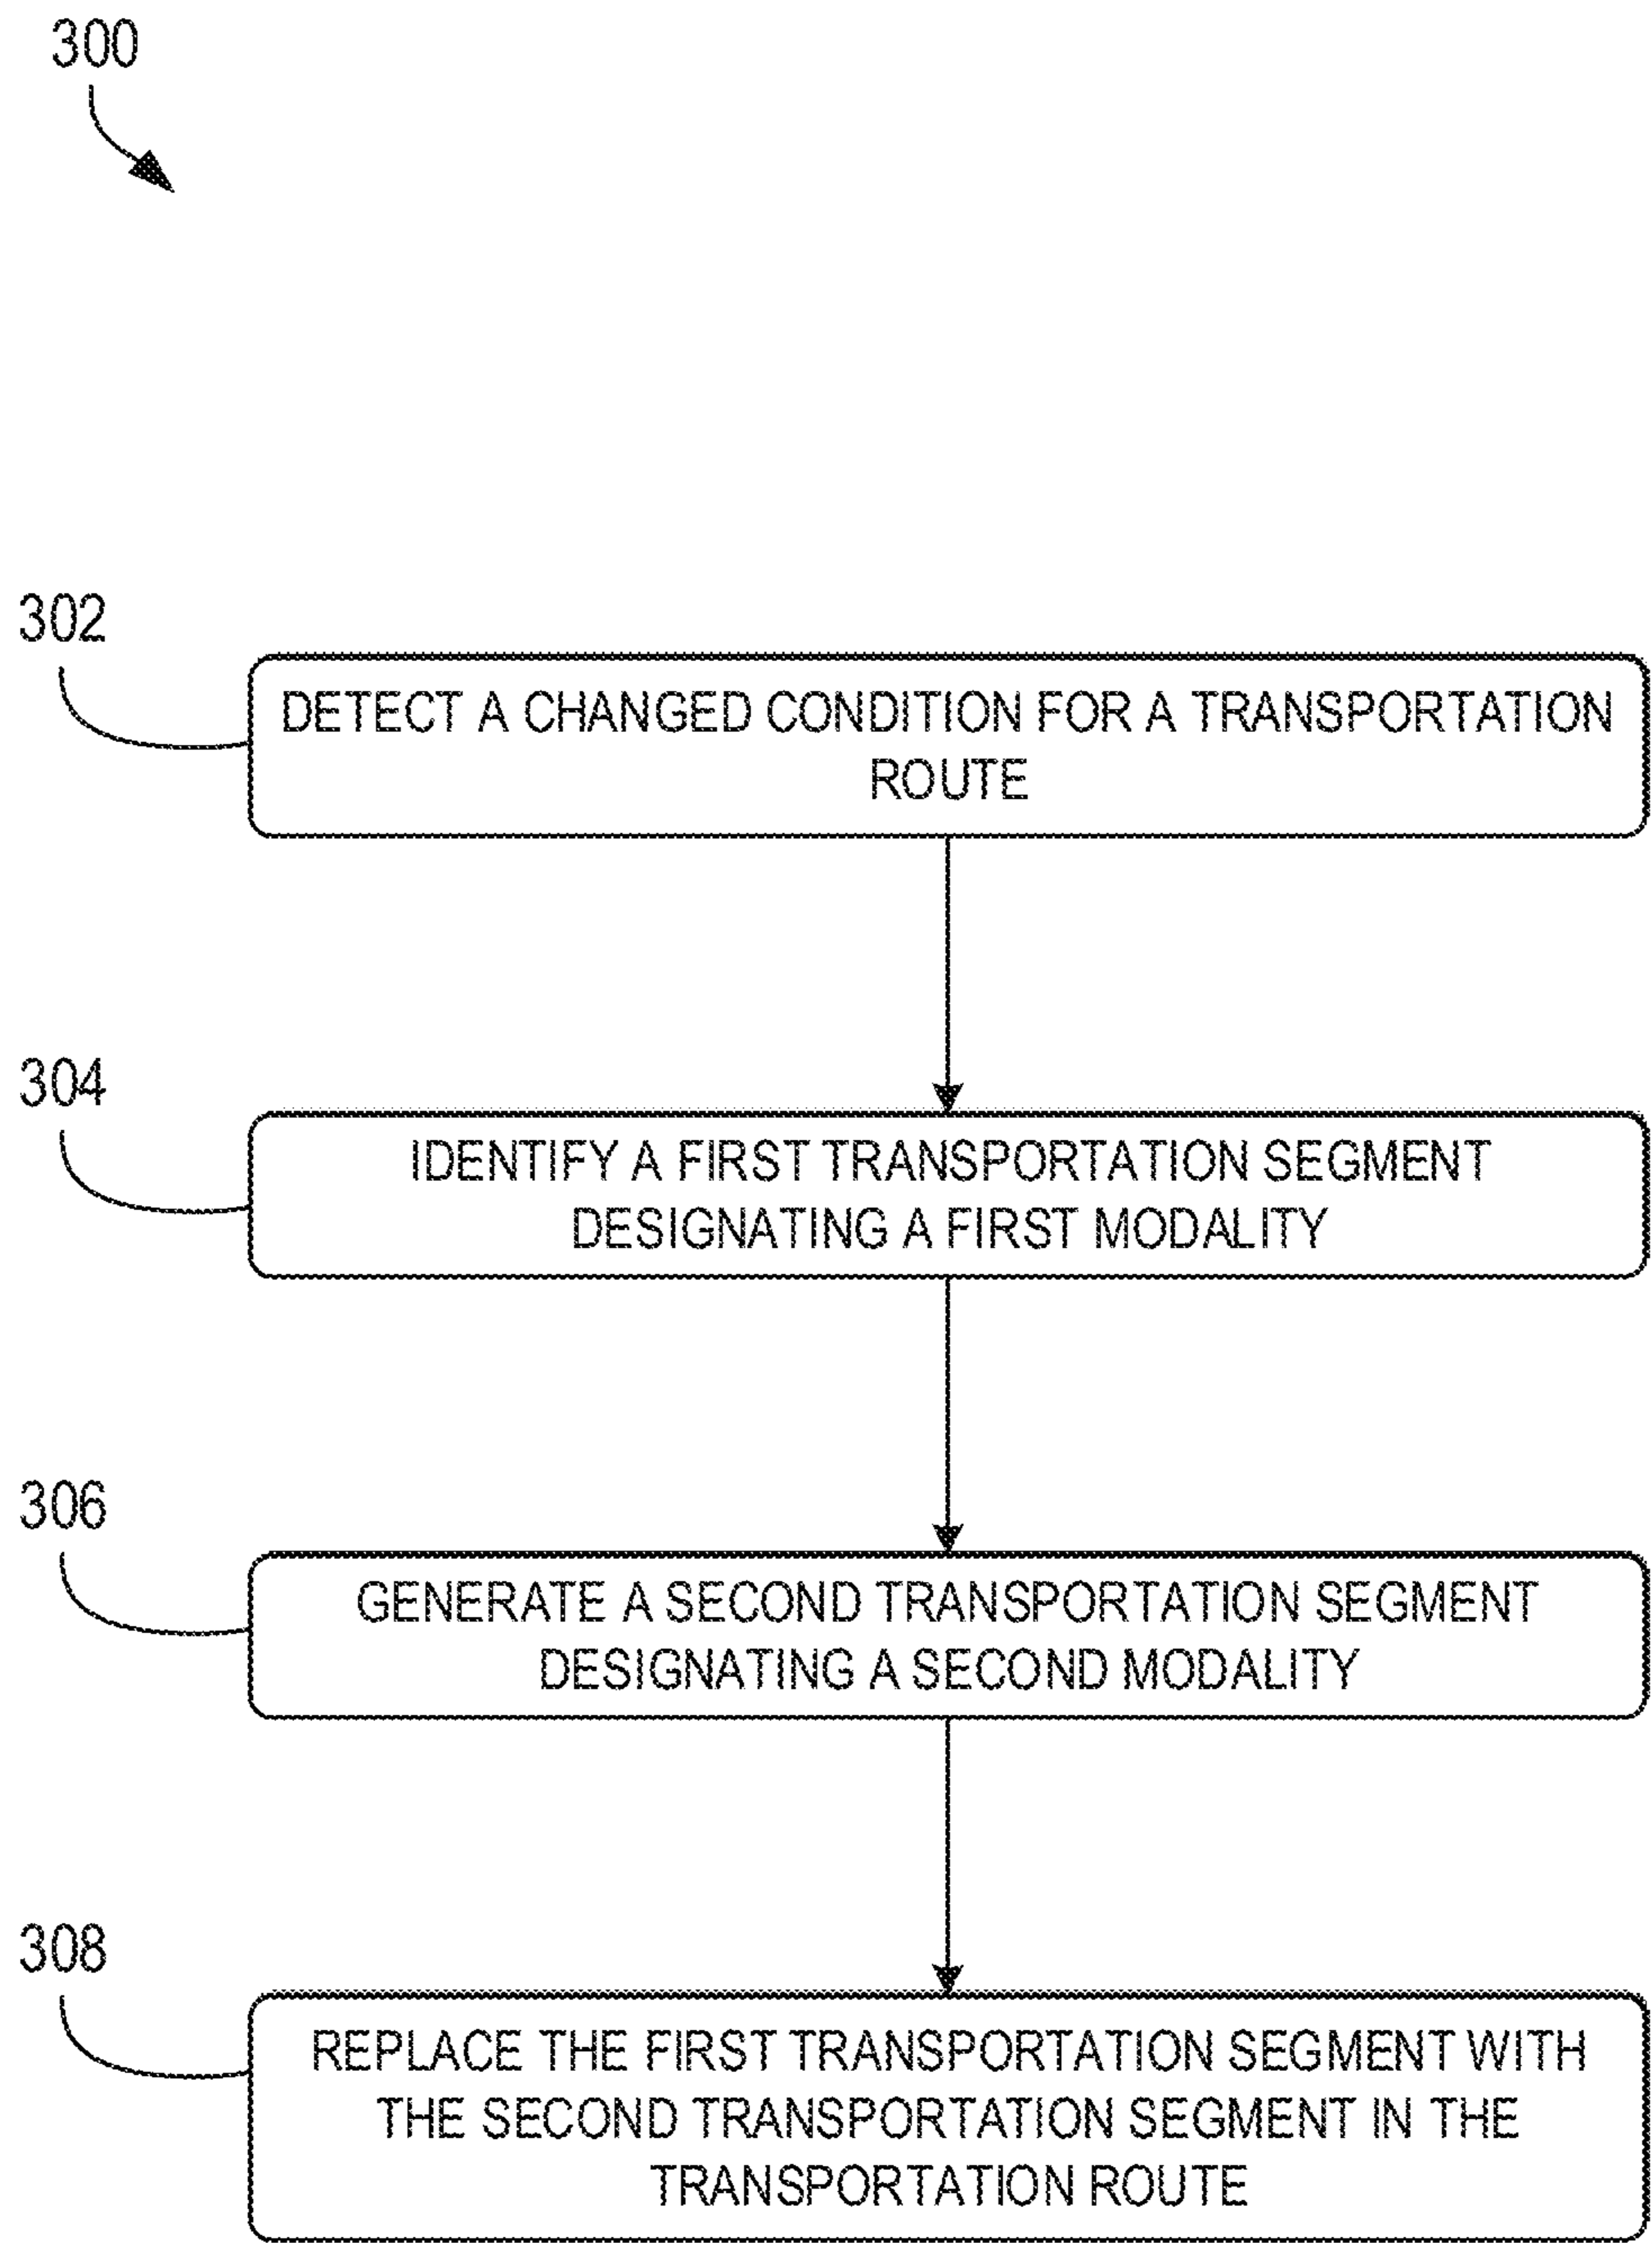 300
302
DETECT A CHANGED CONDITION FOR A TRANSPORTATION
ROUTE
304
IDENTIFY A FIRST TRANSPORTATION SEGMENT
DESIGNATING A FIRST MODALITY
306
GENERATE A SECOND TRANSPORTATION SEGMENT
DESIGNATING A SECOND MODALITY
308
REPLACE THE FIRST TRANSPORTATION SEGMENT WITH
THE SECOND TRANSPORTATION SEGMENT IN THE
TRANSPORTATION ROUTE